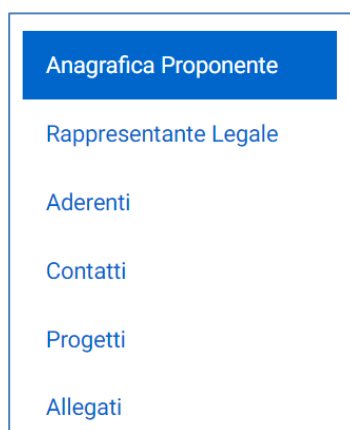 Anagrafica Proponente
Rappresentante Legale
Aderenti
Contatti
Progetti
Allegati